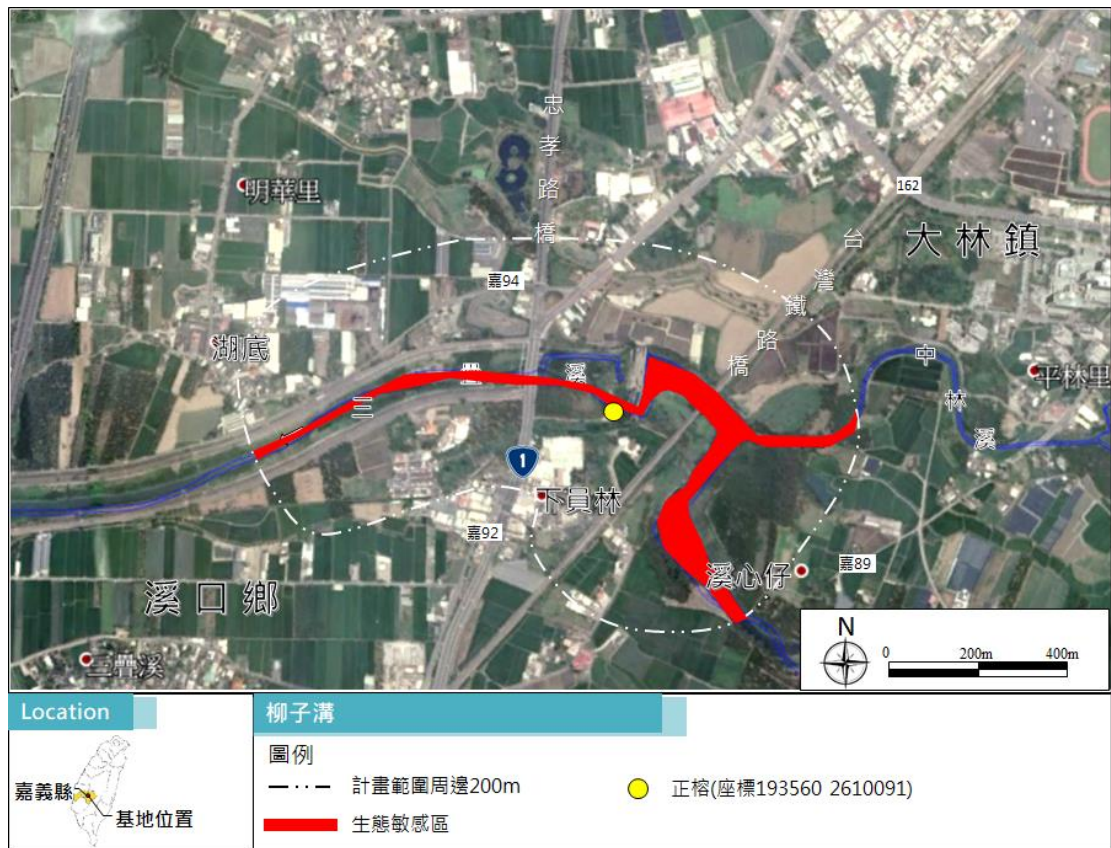 忠孝路橋
明華里
162
大林鎮
台灣鐵路橋
嘉94
湖底
三疊溪
中林溪
平林里
1
下員林
嘉92
溪心仔
嘉89
溪口鄉
三疊溪
N
0 200m 400m
Location
嘉義縣
基地位置
柳子溝
圖例
計畫範圍周邊200m
正榕(座標193560 2610091)
生態敏感區